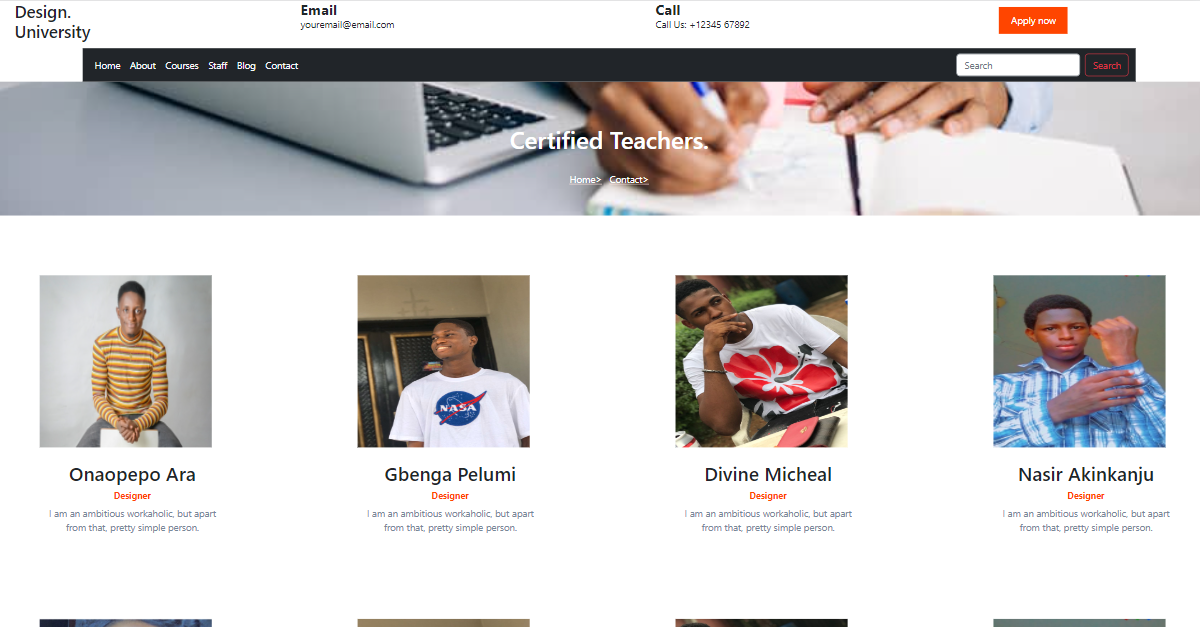 Design.
University
Email
youremail@email.com
Call
Call Us: +12345 67892
Apply now
Home About Courses Staff Blog Contact
Search Search
Certified Teachers.
Home> Contact>
NASA
Onaopepo Ara
Designer
I am an ambitious workaholic, but apart
from that, pretty simple person.
Gbenga Pelumi
Designer
I am an ambitious workaholic, but apart
from that, pretty simple person.
Divine Micheal
Designer
I am an ambitious workaholic, but apart
from that, pretty simple person.
Nasir Akinkanju
Designer
I am an ambitious workaholic, but apart
from that, pretty simple person.